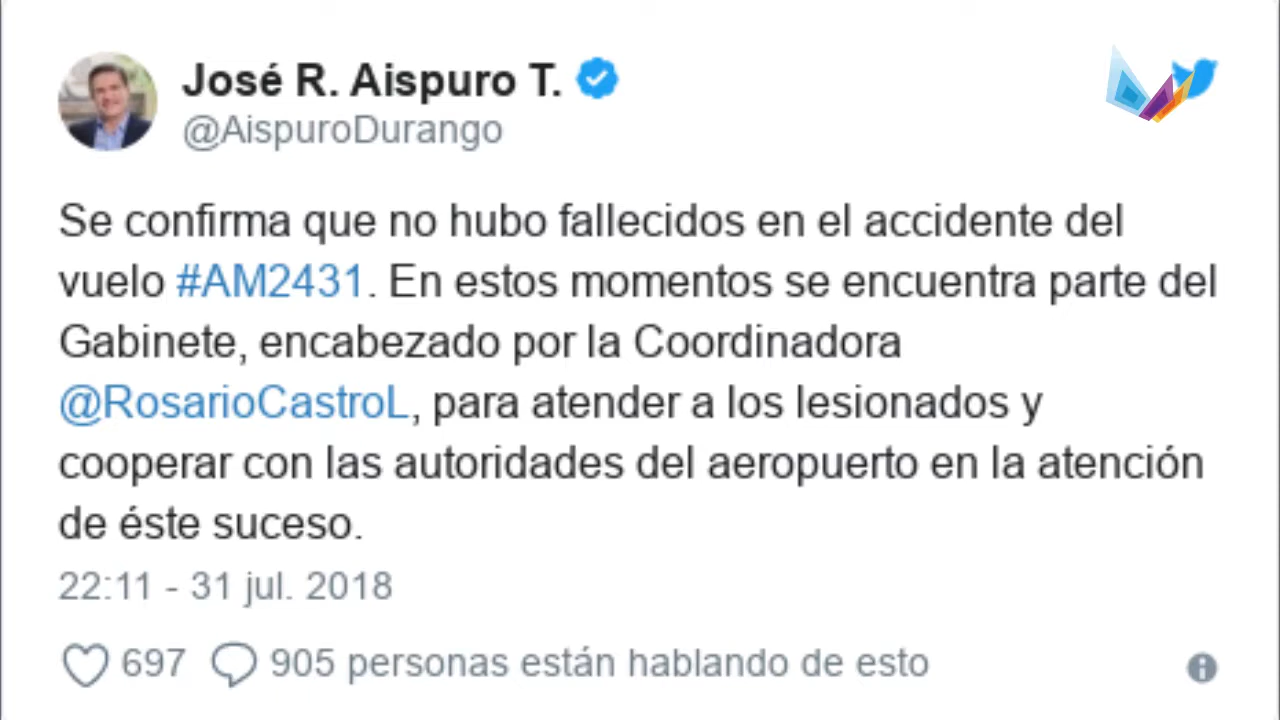 José R. Aispuro T.
@AispuroDurango
Se confirma que no hubo fallecidos en el accidente del
vuelo #AM2431. En estos momentos se encuentra parte del
Gabinete, encabezado por la Coordinadora
@RosarioCastroL, para atender a los lesionados y
cooperar con las autoridades del aeropuerto en la atención
de éste suceso.
22:11 - 31 jul. 2018
697 905 personas están hablando de esto